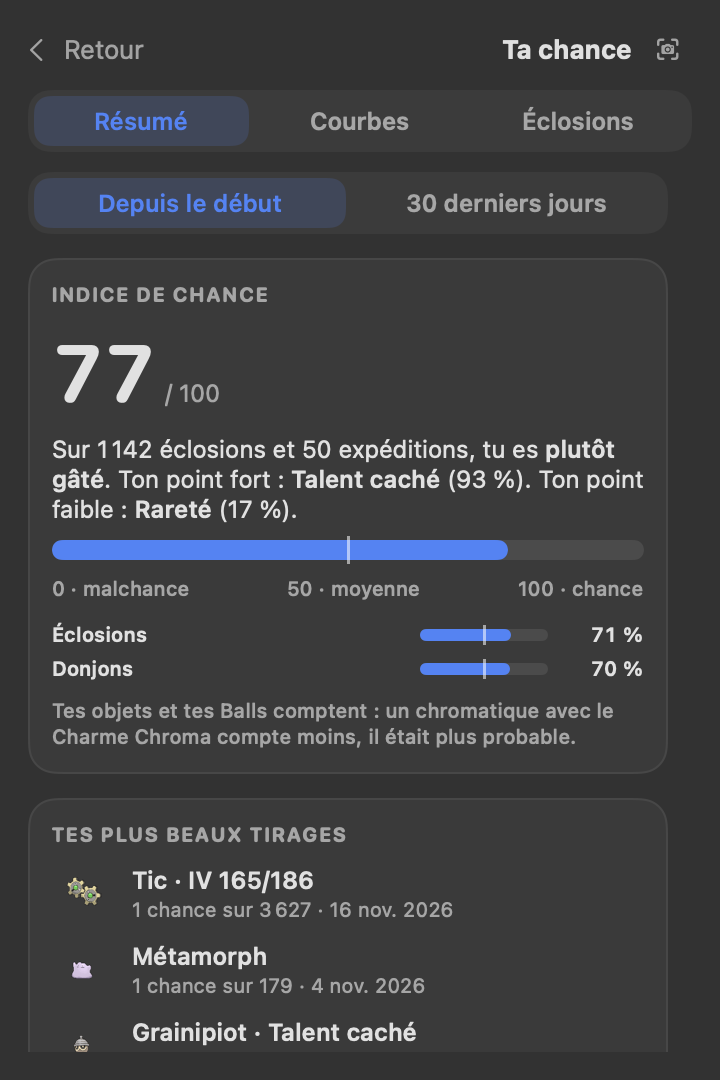 Retour
Ta chance
Résumé
Courbes
Éclosions
Depuis le début
30 derniers jours
INDICE DE CHANCE
77 / 100
Sur 1 142 éclosions et 50 expéditions, tu es plutôt
gâté. Ton point fort : Talent caché (93 %). Ton point
faible : Rareté (17 %).
0 · malchance
50 · moyenne
100 · chance
Éclosions
71 %
Donjons
70 %
Tes objets et tes Balls comptent : un chromatique avec le
Charme Chroma compte moins, il était plus probable.
TES PLUS BEAUX TIRAGES
Tic · IV 165/186
1 chance sur 3 627 · 16 nov. 2026
Métamorph
1 chance sur 179 · 4 nov. 2026
Grainipiot · Talent caché